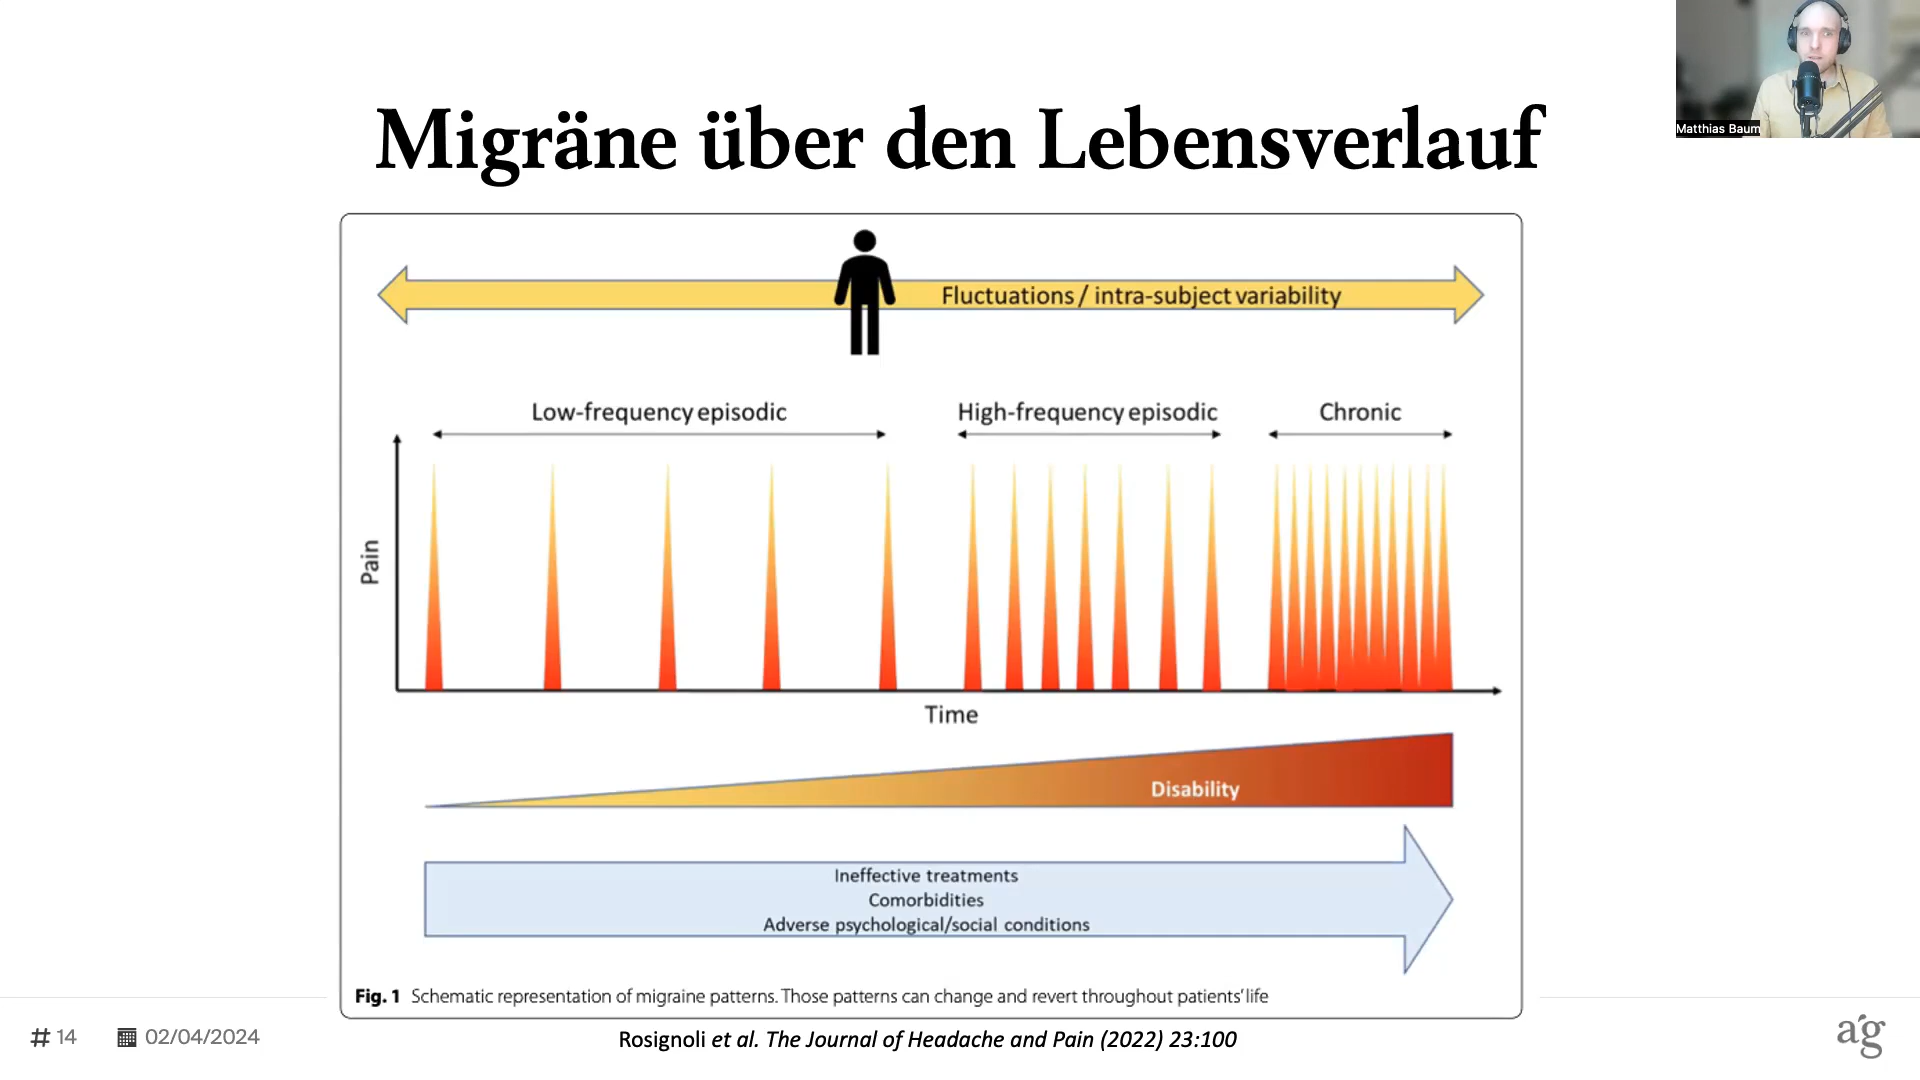 Matthias Baum
Migräne über den Lebensverlauf
Fluctuations / intra-subject variability
Low-frequency episodic
High-frequency episodic
Chronic
Pain
Time
Disability
Ineffective treatments
Comorbidities
Adverse psychological/social conditions
Fig. 1 Schematic representation of migraine patterns. Those patterns can change and revert throughout patients' life
# 14
02/04/2024
Rosignoli et al. The Journal of Headache and Pain (2022) 23:100
a'g